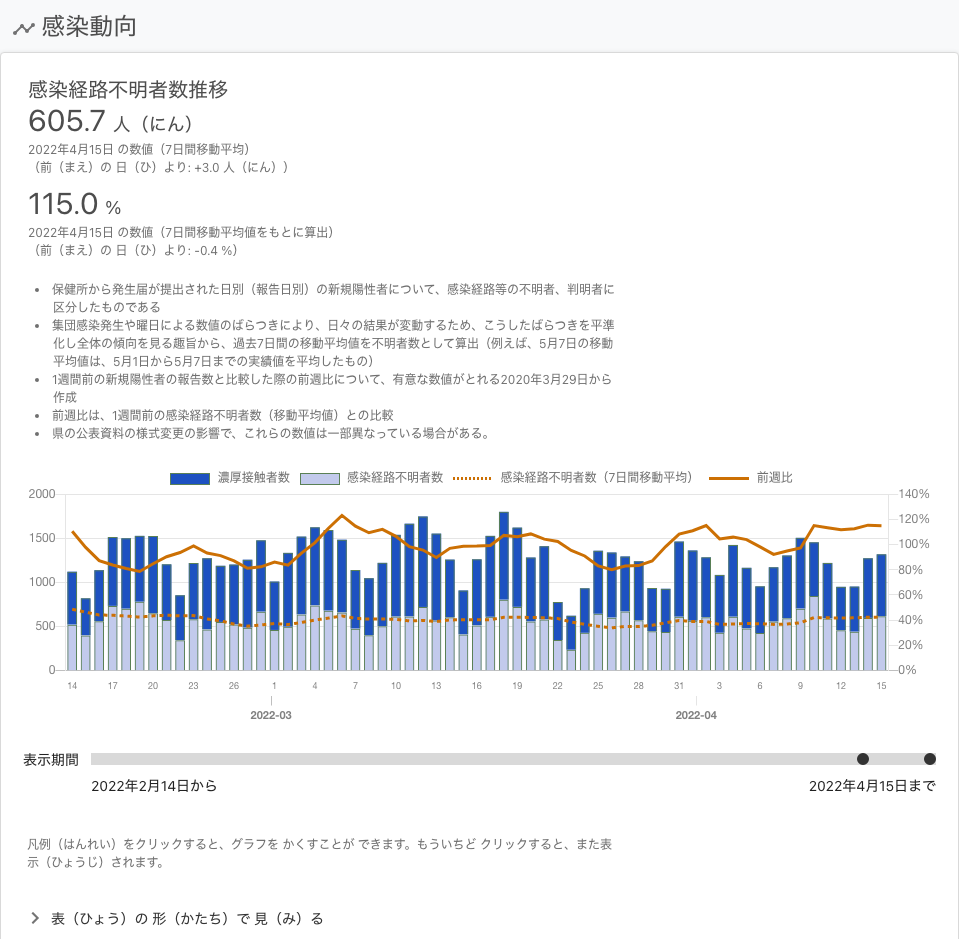 感染動向
感染経路不明者数推移
605.7 人（にん）
2022年4月15日 の数値（7日間移動平均）
（前（まえ）の 日（ひ）より: +3.0 人（にん））
115.0 %
2022年4月15日 の数値（7日間移動平均値をもとに算出）
（前（まえ）の 日（ひ）より: -0.4 %）
• 保健所から発生届が提出された日別（報告日別）の新規陽性者について、感染経路等の不明者、判明者に
区分したものである
• 集団感染発生や曜日による数値のばらつきにより、日々の結果が変動するため、こうしたばらつきを平準
化し全体の傾向を見る趣旨から、過去7日間の移動平均値を不明者数として算出（例えば、5月7日の移動
平均値は、5月1日から5月7日までの実績値を平均したもの）
• 1週間前の新規陽性者の報告数と比較した際の前週比について、有意な数値がとれる2020年3月29日から
作成
• 前週比は、1週間前の感染経路不明者数（移動平均値）との比較
• 県の公表資料の様式変更の影響で、これらの数値は一部異なっている場合がある。
濃厚接触者数 感染経路不明者数 感染経路不明者数（7日間移動平均） 前週比
2000 140%
120%
1500
100%
1000 80%
60%
500 40%
20%
0 0%
14 17 20 23 26 1 4 7 10 13 16 19 22 25 28 31 3 6 9 12 15
2022-03 2022-04
表示期間
2022年2月14日から 2022年4月15日まで
凡例（はんれい）をクリックすると、グラフを かくすことが できます。もういちど クリックすると、また表
示（ひょうじ）されます。
表（ひょう）の 形（かたち）で 見（み）る